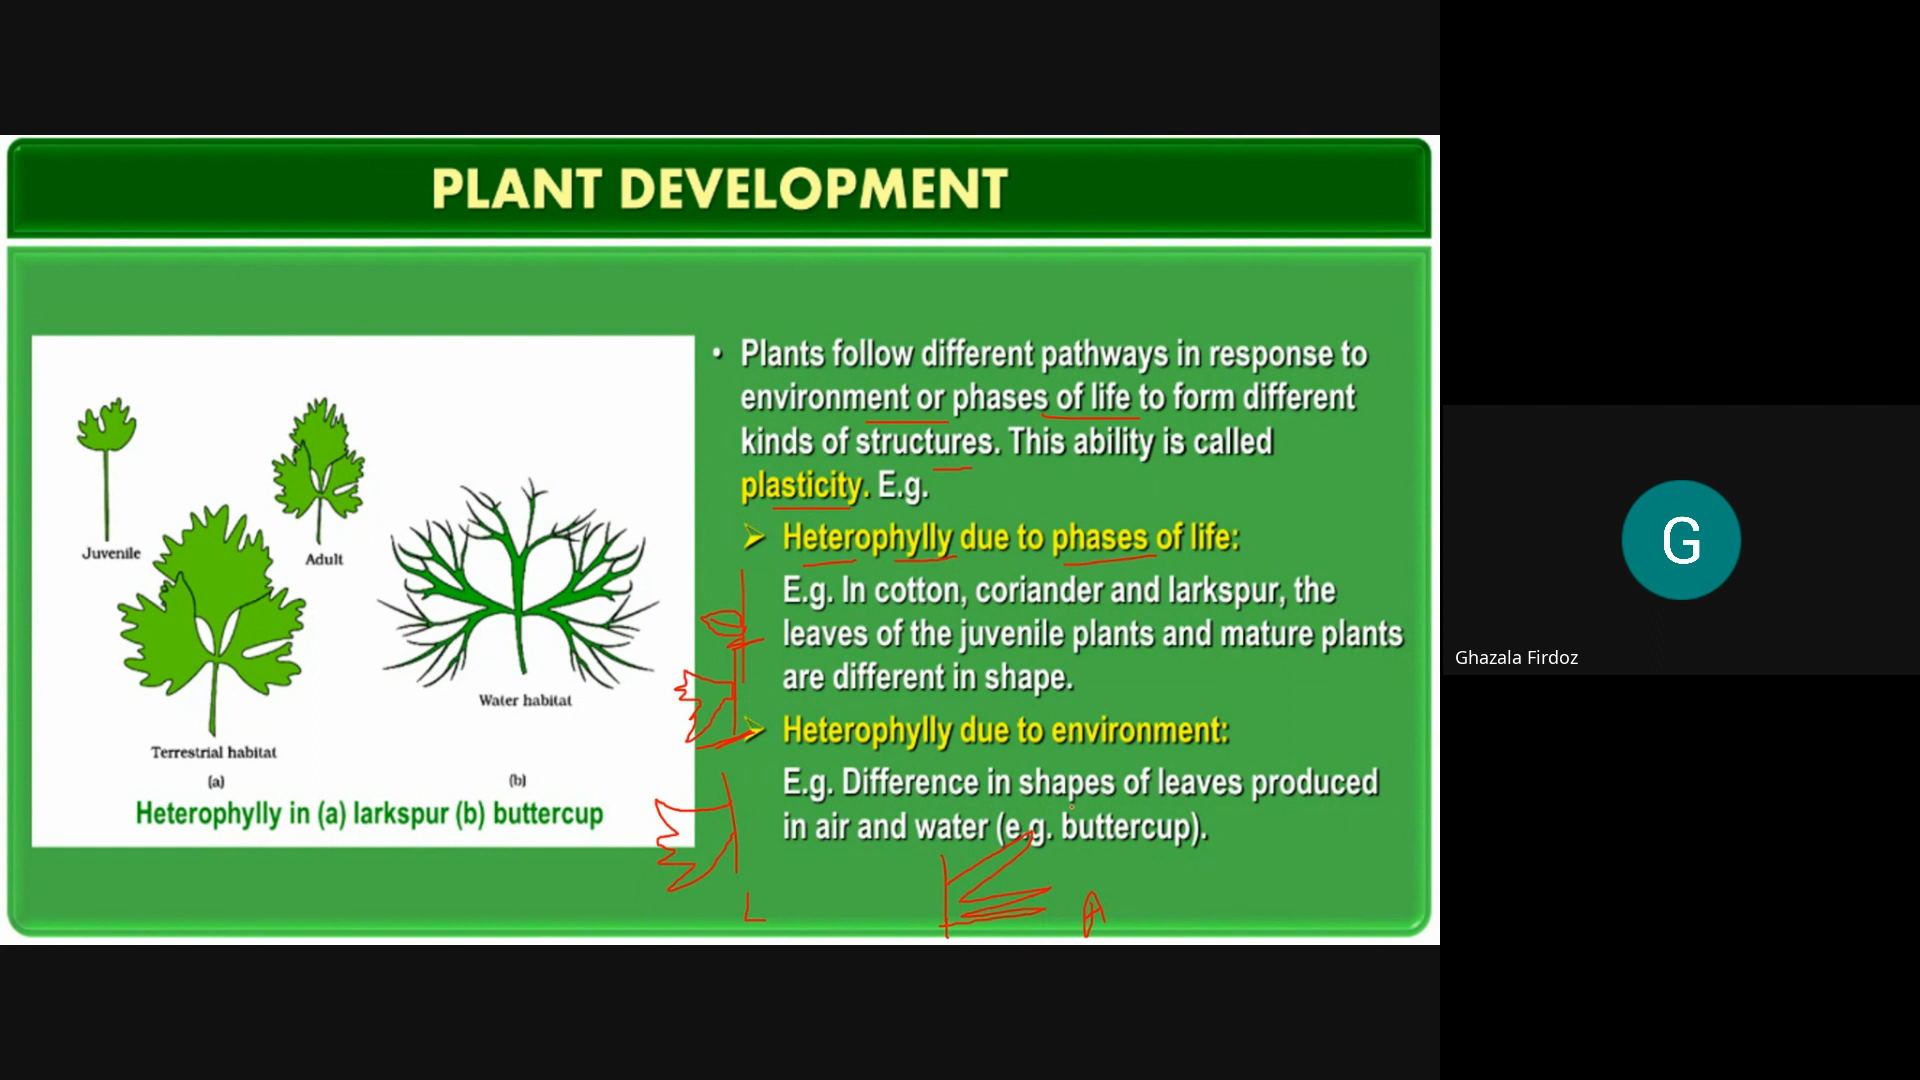 PLANT DEVELOPMENT
• Plants follow different pathways in response to
environment or phases of life to form different
kinds of structures. This ability is called
plasticity. E.g.
➤ Heterophylly due to phases of life:
E.g. In cotton, coriander and larkspur, the
leaves of the juvenile plants and mature plants
are different in shape.
➤ Heterophylly due to environment:
E.g. Difference in shapes of leaves produced
in air and water (e.g. buttercup).
Juvenile
Adult
Water habitat
Terrestrial habitat
(a)
(b)
Heterophylly in (a) larkspur (b) buttercup
L
A
G
Ghazala Firdoz